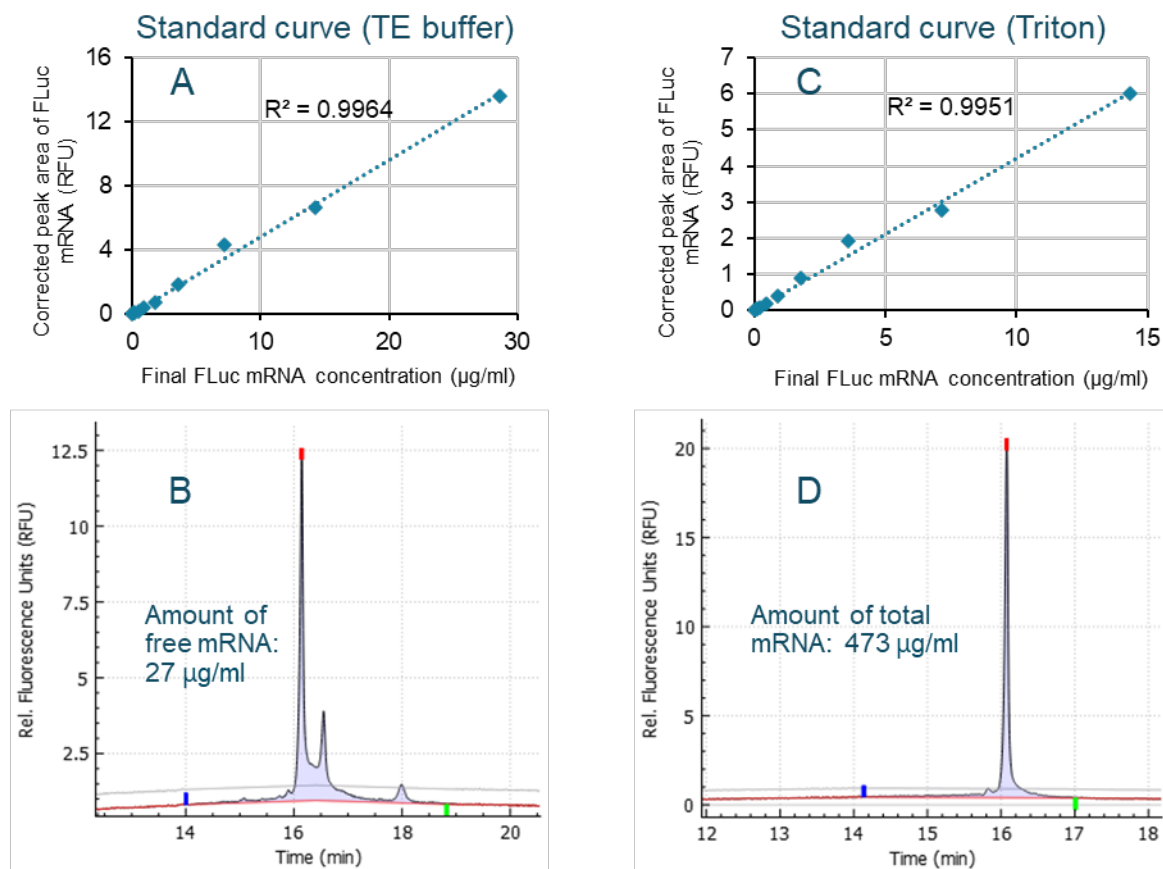 Standard curve (TE buffer)
A
R² = 0.9964
16
12
8
4
0
0 10 20 30
Corrected peak area of FLuc
mRNA (RFU)
Final FLuc mRNA concentration (µg/ml)
Standard curve (Triton)
C
R² = 0.9951
7
6
5
4
3
2
1
0
0 5 10 15
Corrected peak area of FLuc
mRNA (RFU)
Final FLuc mRNA concentration (µg/ml)
B
12.5
10
7.5
5
2.5
Rel. Fluorescence Units (RFU)
Amount of
free mRNA:
27 µg/ml
14 16 18 20
Time (min)
D
20
15
10
5
0
Rel. Fluorescence Units (RFU)
Amount of total
mRNA: 473 µg/ml
12 13 14 15 16 17 18
Time (min)